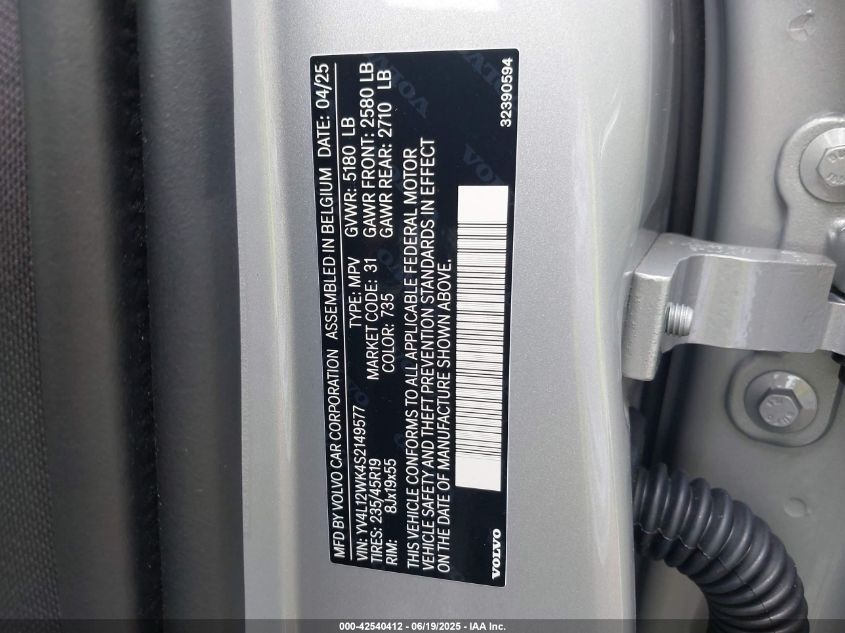 MFD BY VOLVO CAR CORPORATION ASSEMBLED IN BELGIUM DATE: 04/25
VIN: YV4L12WK4S2149577 TYPE: MPV GVWR: 5180 LB
TIRES: 235/45R19 MARKET CODE: 31 GAWR FRONT: 2580 LB
RIM: 8Jx19x55 COLOR: 735 GAWR REAR: 2710 LB
THIS VEHICLE CONFORMS TO ALL APPLICABLE FEDERAL MOTOR
VEHICLE SAFETY AND THEFT PREVENTION STANDARDS IN EFFECT
ON THE DATE OF MANUFACTURE SHOWN ABOVE.
VOLVO 32390594
000-42540412 - 06/19/2025 - IAA Inc.